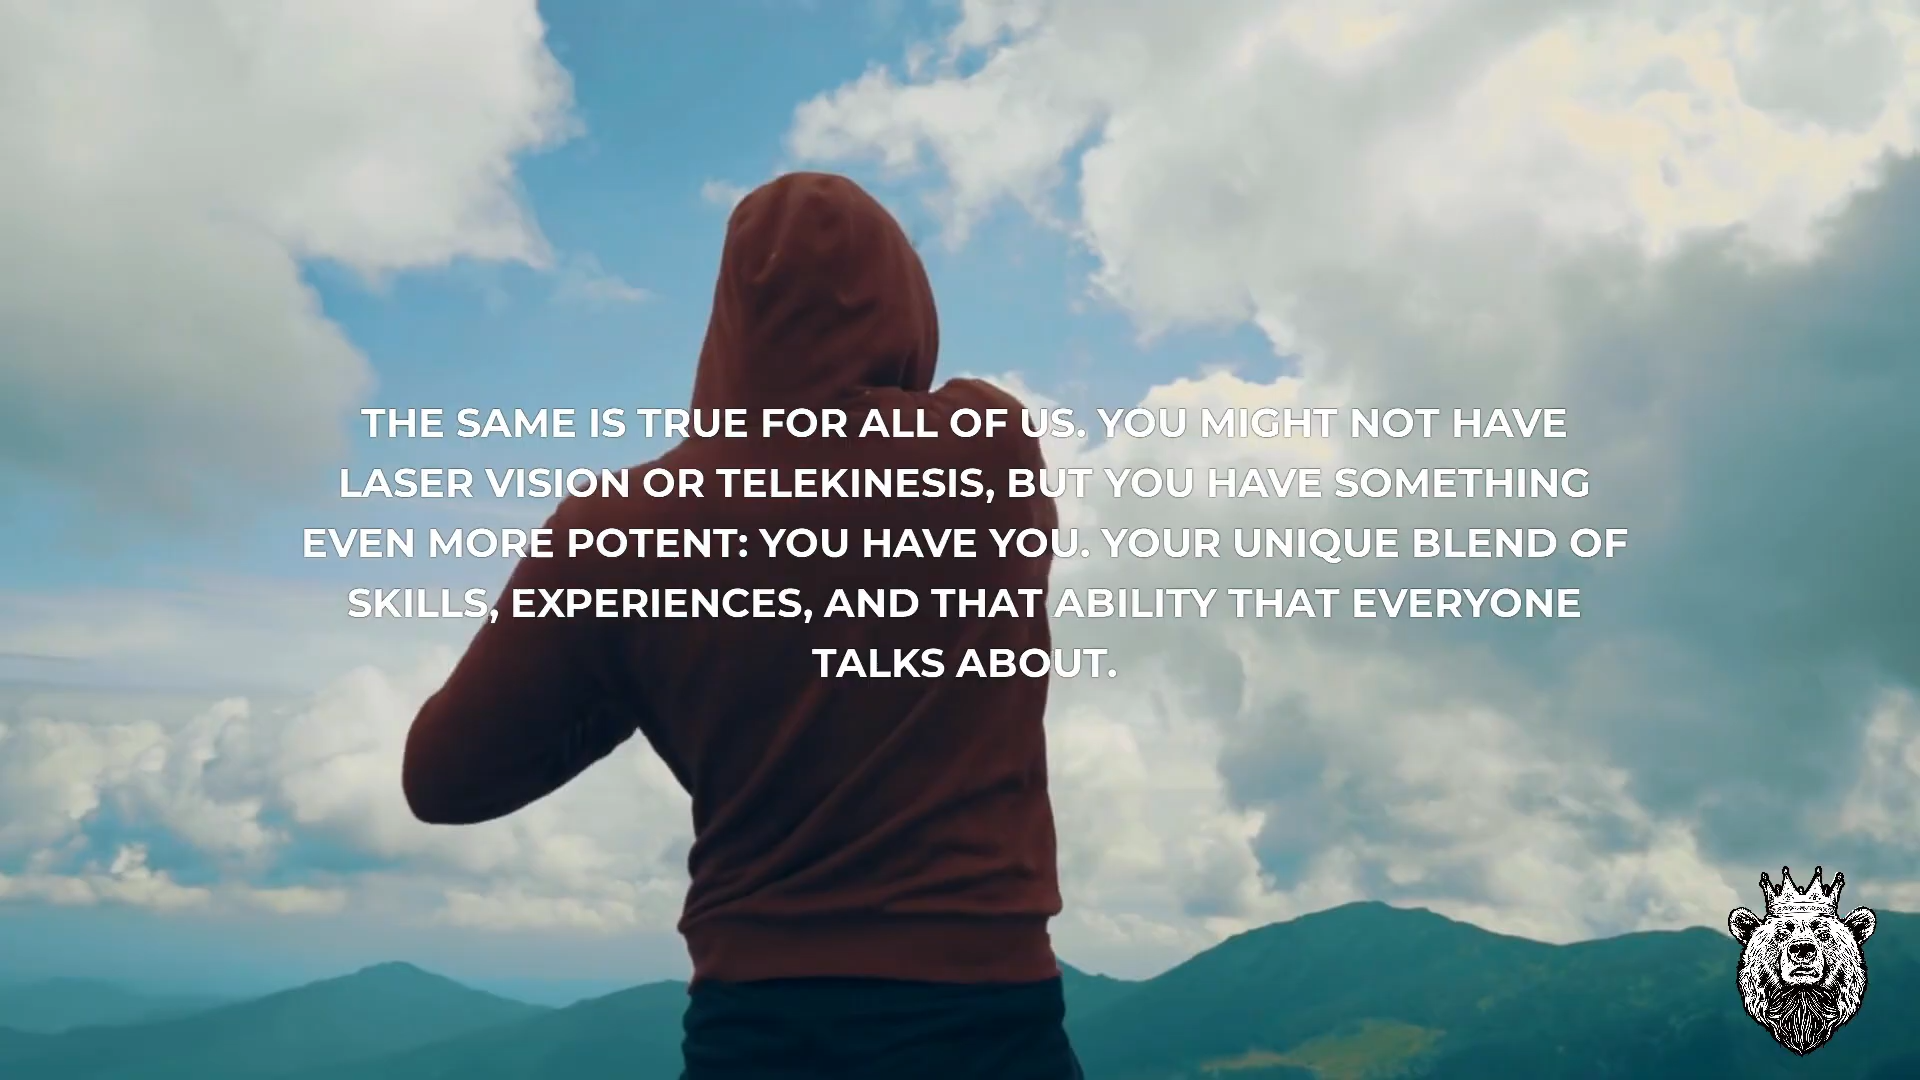 THE SAME IS TRUE FOR ALL OF US. YOU MIGHT NOT HAVE
LASER VISION OR TELEKINESIS, BUT YOU HAVE SOMETHING
EVEN MORE POTENT: YOU HAVE YOU. YOUR UNIQUE BLEND OF
SKILLS, EXPERIENCES, AND THAT ABILITY THAT EVERYONE
TALKS ABOUT.